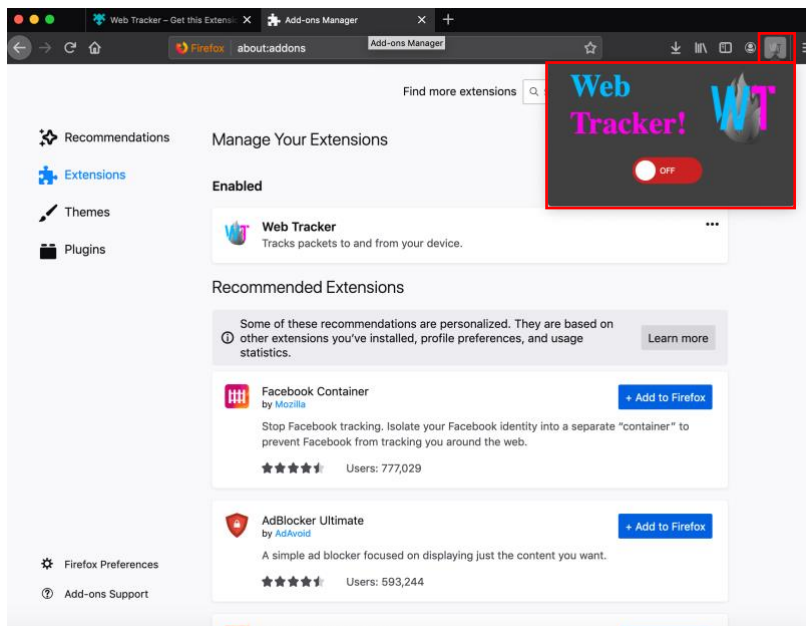 Web Tracker – Get this Extensio
Add-ons Manager
Firefox
about:addons
Add-ons Manager
Find more extensions
Web
Tracker!
WT
OFF
Recommendations
Extensions
Themes
Plugins
Manage Your Extensions
Enabled
Web Tracker
Tracks packets to and from your device.
Recommended Extensions
Some of these recommendations are personalized. They are based on
other extensions you've installed, profile preferences, and usage
statistics.
Learn more
Facebook Container
by Mozilla
+ Add to Firefox
Stop Facebook tracking. Isolate your Facebook identity into a separate “container” to
prevent Facebook from tracking you around the web.
Users: 777,029
AdBlocker Ultimate
by AdAvoid
+ Add to Firefox
A simple ad blocker focused on displaying just the content you want.
Users: 593,244
Firefox Preferences
Add-ons Support